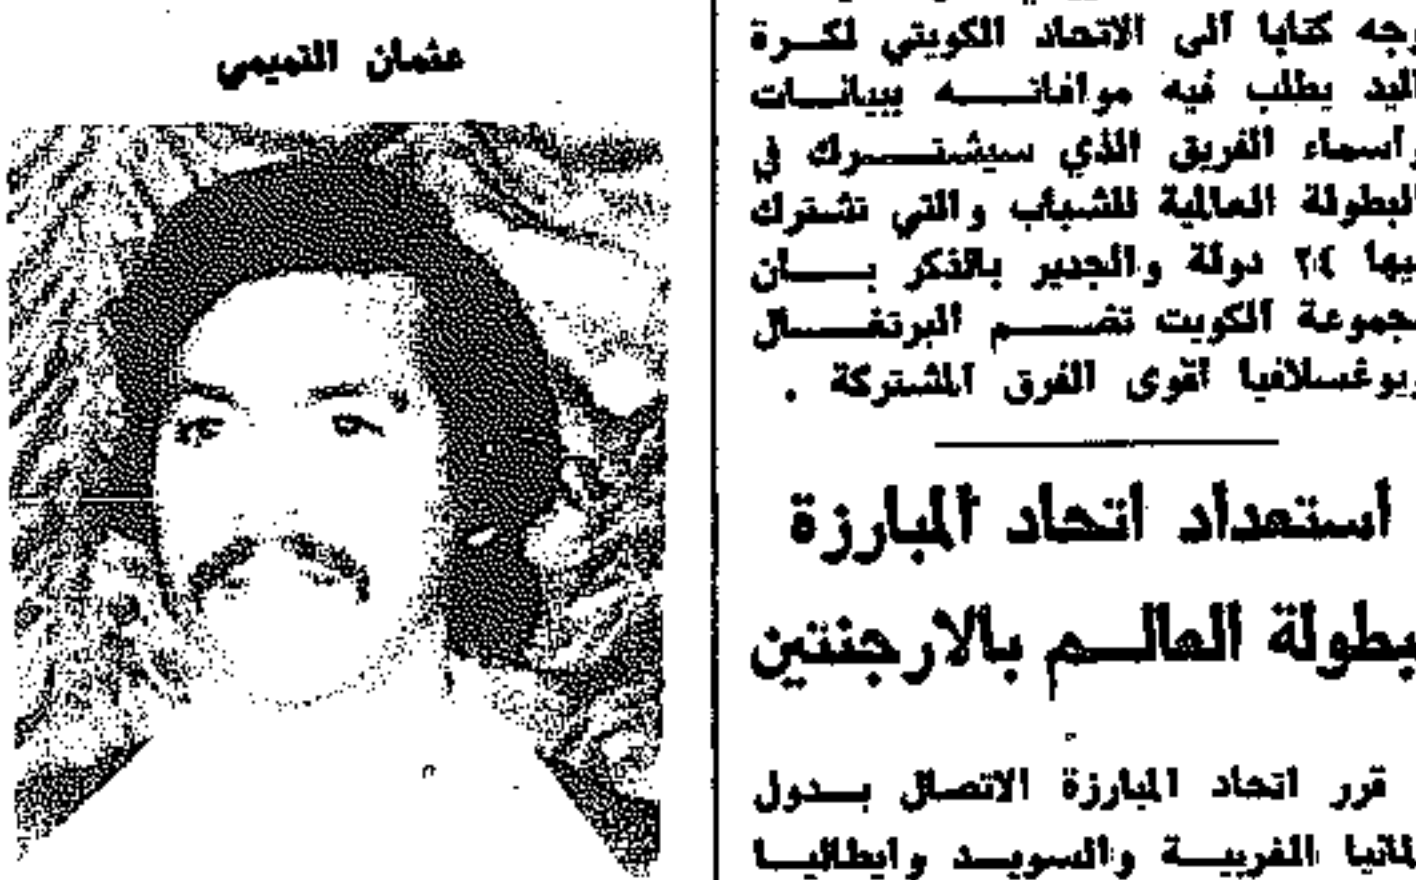 عثمان التميمي
وجه كتابا الى الاتحاد الكويتي لكرة
اليد يطلب فيه موافاته ببيانات
واسماء الفريق الذي سيشترك في
البطولة العالمية للشباب والتي تشترك
فيها ٢٤ دولة والجدير بالذكر بان
مجموعة الكويت تضم البرتغال
ويوغسلافيا اقوى الفرق المشتركة .
استعداد اتحاد المبارزة
لبطولة العالم بالارجنتين
قرر اتحاد المبارزة الاتصال بدول
المانيا الغربية والسويد وايطاليا